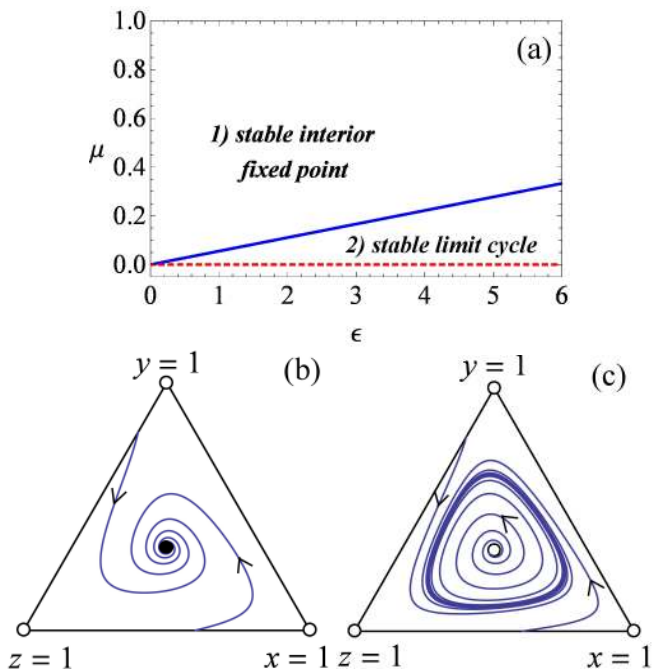 (a)
1.0
0.8
0.6
0.4
0.2
0.0
μ
1) stable interior
fixed point
2) stable limit cycle
0 1 2 3 4 5 6
ϵ
y = 1 (b)
z = 1 x = 1
y = 1 (c)
z = 1 x = 1